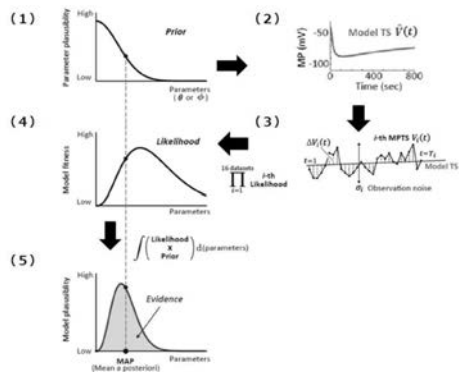 (1)
High
Prior
Parameter plausibility
Low
Parameters
(θ or ϕ)
(2)
-50
-100
MP
(mV)
Model TS V̂(t)
0
400
800
Time (sec)
(3)
ΔVᵢ(t)
i-th MPTS Vᵢ(t)
t=1
t=Tᵢ
Model TS
σᵢ
Observation noise
(4)
High
Likelihood
Model fitness
Low
Parameters
16 datasets
∏ i-th
Likelihood
i=1
∫ ( Likelihood
X
Prior ) d(parameters)
(5)
High
Evidence
Model plausibility
Low
Parameters
MAP
(Mean a posteriori)